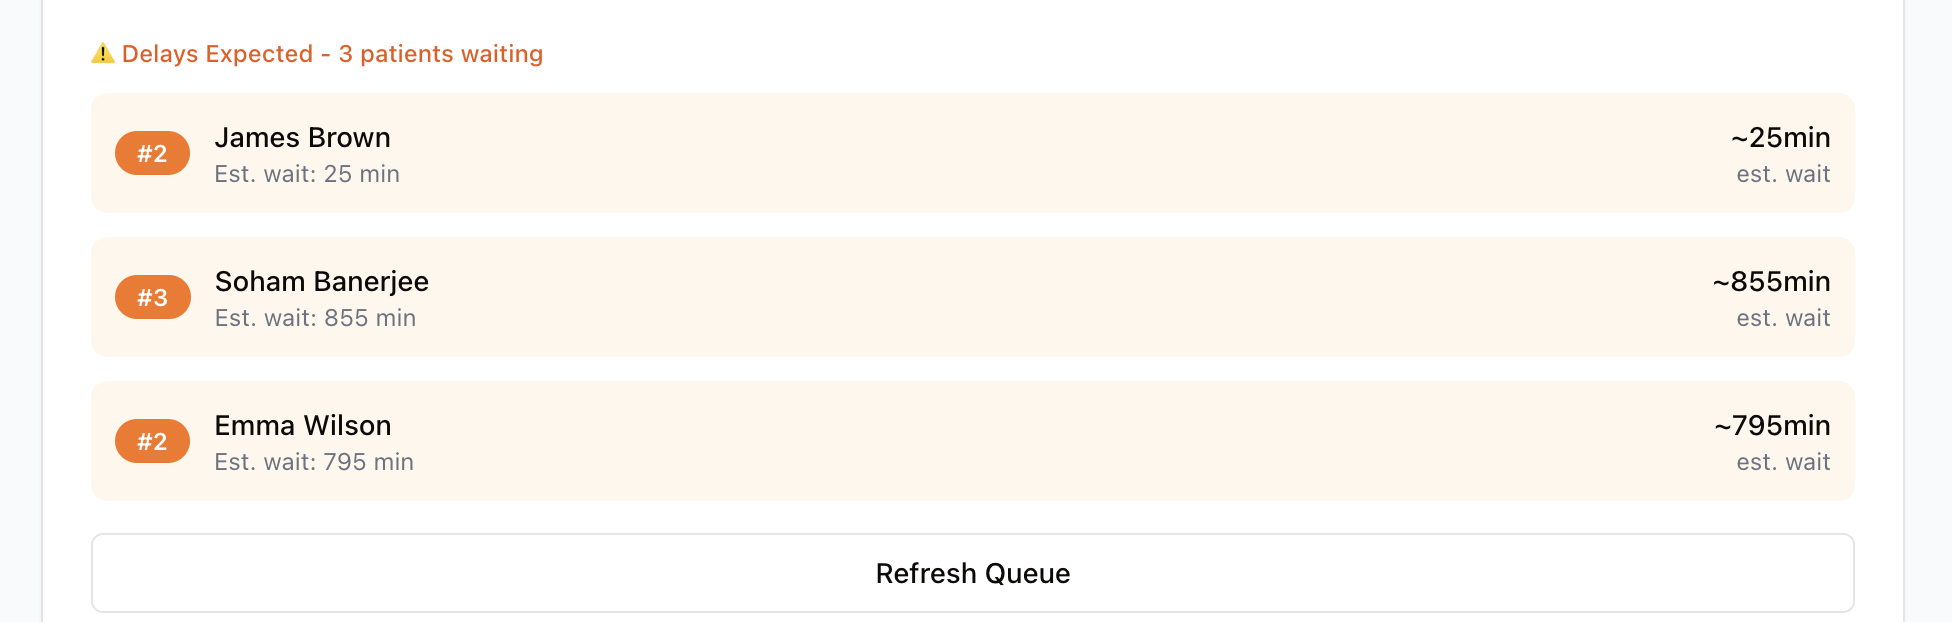 ⚠️ Delays Expected - 3 patients waiting
#2
James Brown
Est. wait: 25 min
~25min
est. wait
#3
Soham Banerjee
Est. wait: 855 min
~855min
est. wait
#2
Emma Wilson
Est. wait: 795 min
~795min
est. wait
Refresh Queue